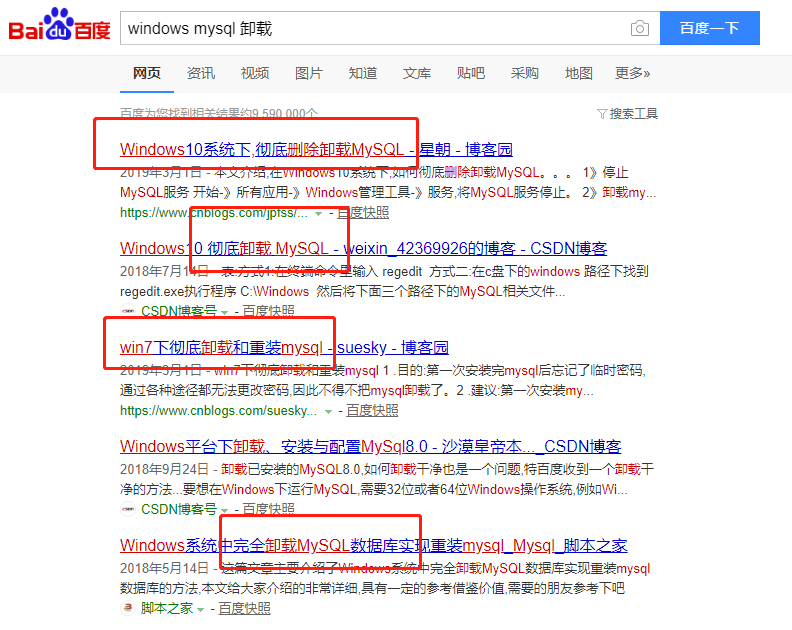 Bai du 百度 windows mysql 卸载 百度一下
网页 资讯 视频 图片 知道 文库 贴吧 采购 地图 更多»
百度为您找到相关结果约9,590,000个 搜索工具
Windows10系统下,彻底删除卸载MySQL - 星朝 - 博客园
2019年3月1日 - 本文介绍,在Windows10系统下,如何彻底删除卸载MySQL。。。 1》停止
MySQL服务 开始-》所有应用-》Windows管理工具-》服务,将MySQL服务停止。 2》卸载my...
https://www.cnblogs.com/jpfss/... - 百度快照
Windows10 彻底卸载 MySQL - weixin_42369926的博客 - CSDN博客
2018年7月14日 - 表:方式1:在终端命令里输入 regedit 方式二:在c盘下的windows 路径下找到
regedit.exe执行程序 C:\Windows 然后将下面三个路径下的MySQL相关文件...
CSDN博客号 - 百度快照
win7下彻底卸载和重装mysql - suesky - 博客园
2019年3月1日 - win7下彻底卸载和重装mysql 1 .目的:第一次安装完mysql后忘记了临时密码,
通过各种途径都无法更改密码,因此不得不把mysql卸载了。2 .建议:第一次安装my...
https://www.cnblogs.com/suesky... - 百度快照
Windows平台下卸载、安装与配置MySql8.0 - 沙漠皇帝本..._CSDN博客
2018年9月24日 - 卸载已安装的MySQL8.0,如何卸载干净也是一个问题,特百度收到一个卸载干
净的方法...要想在Windows下运行MySQL,需要32位或者64位Windows操作系统,例如Wi...
CSDN博客号 - 百度快照
Windows系统中完全卸载MySQL数据库实现重装mysql_Mysql_脚本之家
2018年5月14日 - 这篇文章主要介绍了Windows系统中完全卸载MySQL数据库实现重装mysql
数据库的方法,本文给大家介绍的非常详细,具有一定的参考借鉴价值,需要的朋友参考下吧
脚本之家 - 百度快照